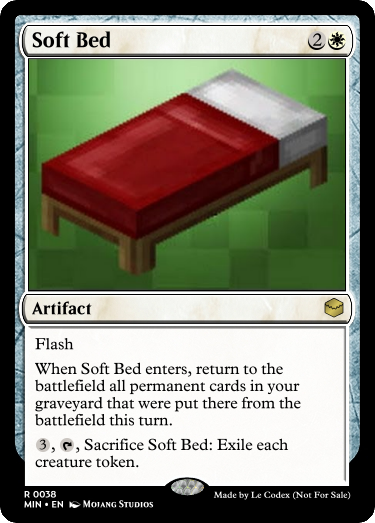 Soft Bed 2
Artifact
Flash
When Soft Bed enters, return to the
battlefield all permanent cards in your
graveyard that were put there from the
battlefield this turn.
3, , Sacrifice Soft Bed: Exile each
creature token.
R 0038
MIN • EN Mojang Studios
Made by Le Codex (Not For Sale)